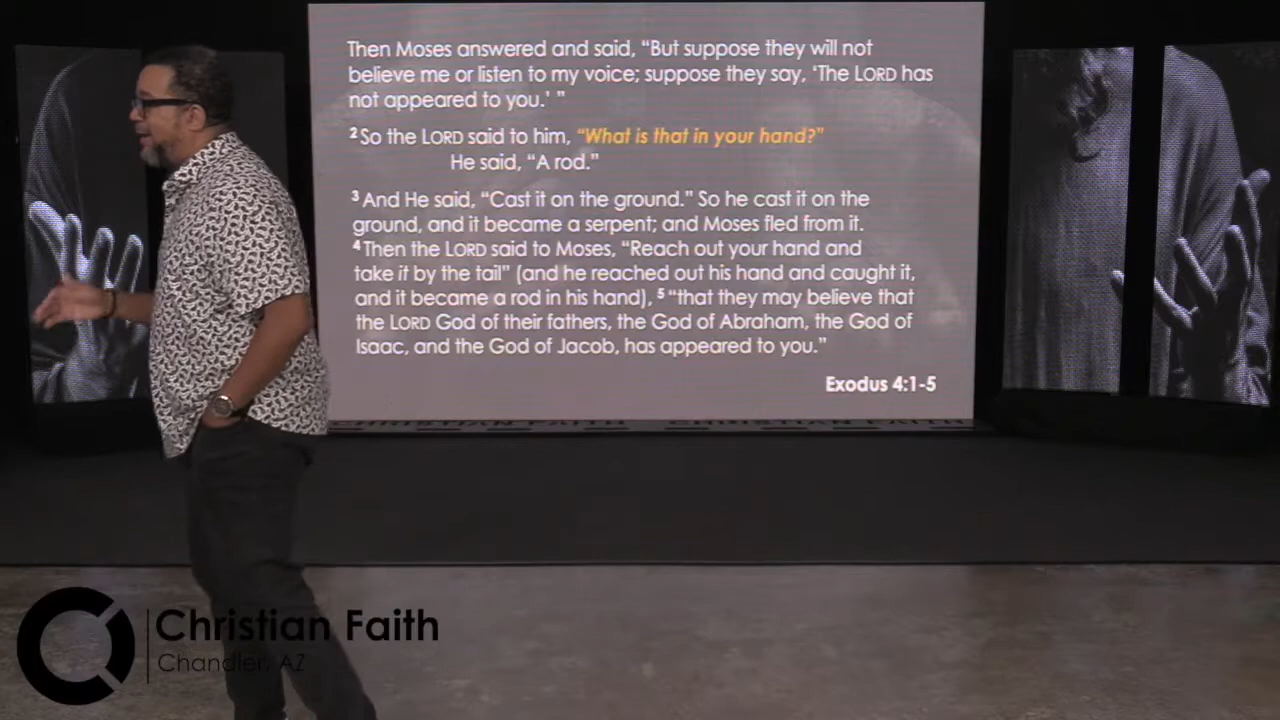 Then Moses answered and said, “But suppose they will not
believe me or listen to my voice; suppose they say, ‘The LORD has
not appeared to you.’ ”
² So the LORD said to him, “What is that in your hand?”
He said, “A rod.”
³ And He said, “Cast it on the ground.” So he cast it on the
ground, and it became a serpent; and Moses fled from it.
⁴ Then the LORD said to Moses, “Reach out your hand and
take it by the tail” (and he reached out his hand and caught it,
and it became a rod in his hand), ⁵ “that they may believe that
the LORD God of their fathers, the God of Abraham, the God of
Isaac, and the God of Jacob, has appeared to you.”
Exodus 4:1-5
CHRISTIAN FAITH CHRISTIAN FAITH
Christian Faith
Chandler, AZ